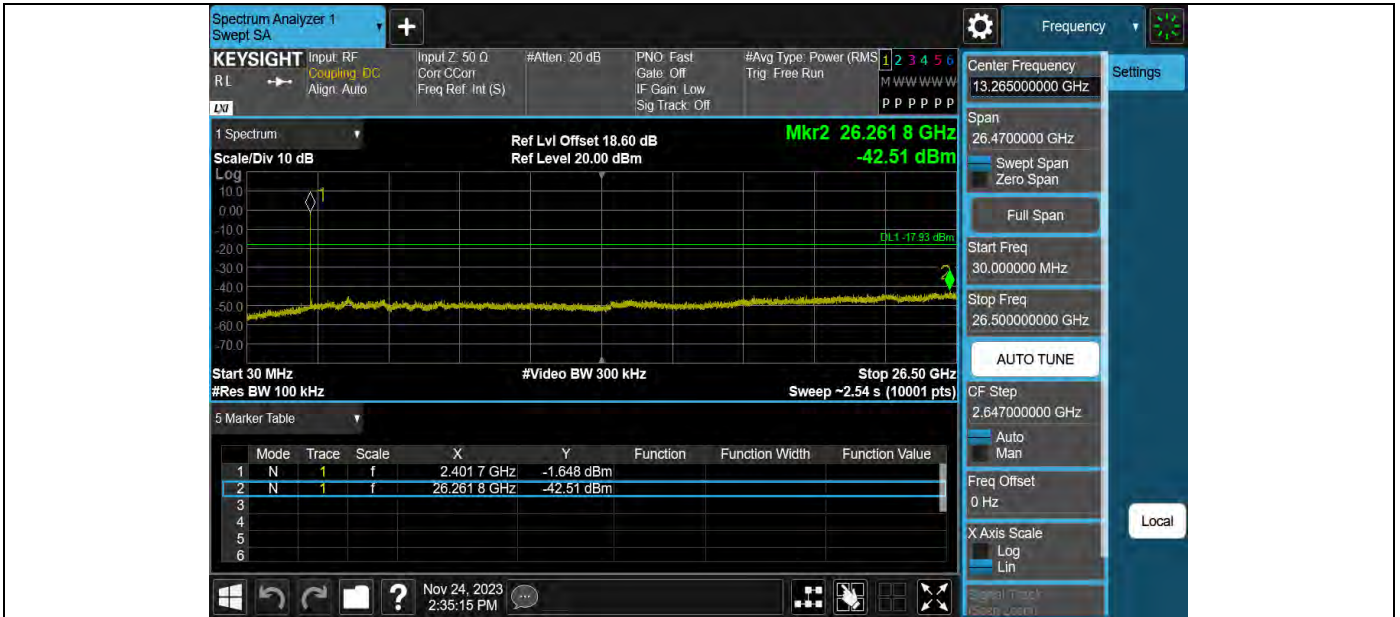 Spectrum Analyzer 1
Swept SA
+
Frequency
KEYSIGHT
R L
LXI
Input: RF
Coupling: DC
Align: Auto
Input Z: 50 Ω
Corr CCorr
Freq Ref: Int (S)
#Atten: 20 dB
PNO: Fast
Gate: Off
IF Gain: Low
Sig Track: Off
#Avg Type: Power (RMS
Trig: Free Run
1 2 3 4 5 6
M W W W W W
P P P P P P
1 Spectrum
Scale/Div 10 dB
Ref Lvl Offset 18.60 dB
Ref Level 20.00 dBm
Mkr2 26.261 8 GHz
-42.51 dBm
Log
10.0
0.00
-10.0
-20.0
-30.0
-40.0
-50.0
-60.0
-70.0
1
DL1 -17.93 dBm
2
Start 30 MHz
#Res BW 100 kHz
#Video BW 300 kHz
Stop 26.50 GHz
Sweep ~2.54 s (10001 pts)
5 Marker Table
Mode Trace Scale X Y Function Function Width Function Value
1 N 1 f 2.401 7 GHz -1.648 dBm
2 N 1 f 26.261 8 GHz -42.51 dBm
3
4
5
6
?
Nov 24, 2023
2:35:15 PM
Center Frequency
13.265000000 GHz
Span
26.4700000 GHz
Swept Span
Zero Span
Full Span
Start Freq
30.000000 MHz
Stop Freq
26.500000000 GHz
AUTO TUNE
CF Step
2.647000000 GHz
Auto
Man
Freq Offset
0 Hz
X Axis Scale
Log
Lin
Signal Track
(Span Zoom)
Settings
Local